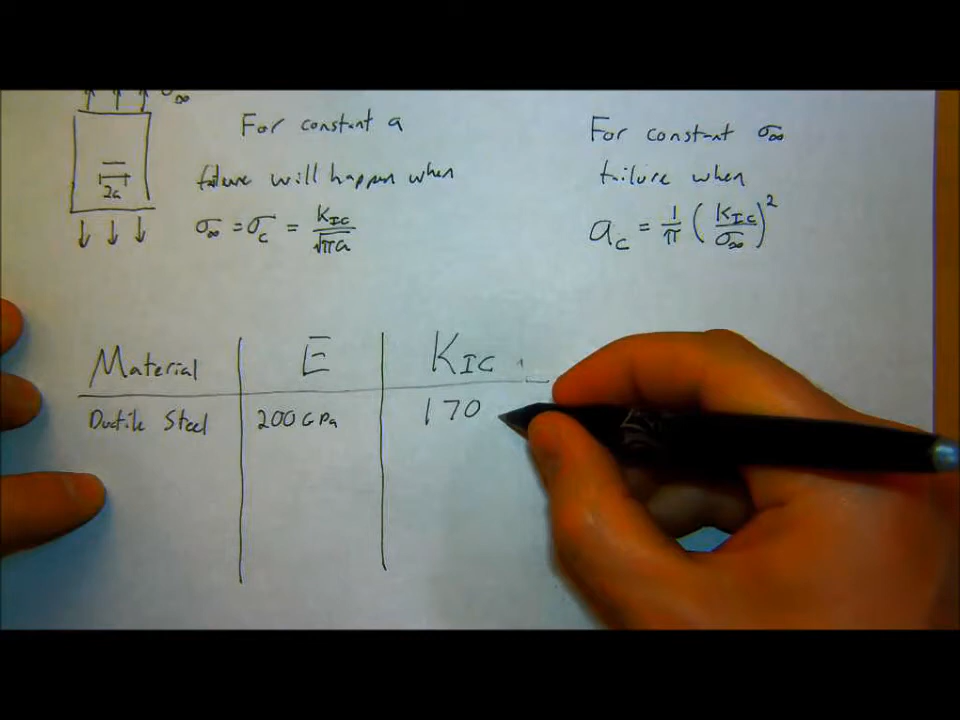 σ∞
2a
For constant a
failure will happen when
σ∞ = σc = KIC / √πa
For constant σ∞
failure when
ac = 1/π (KIC / σ∞)²
Material E KIC
Ductile Steel 200 GPa 170